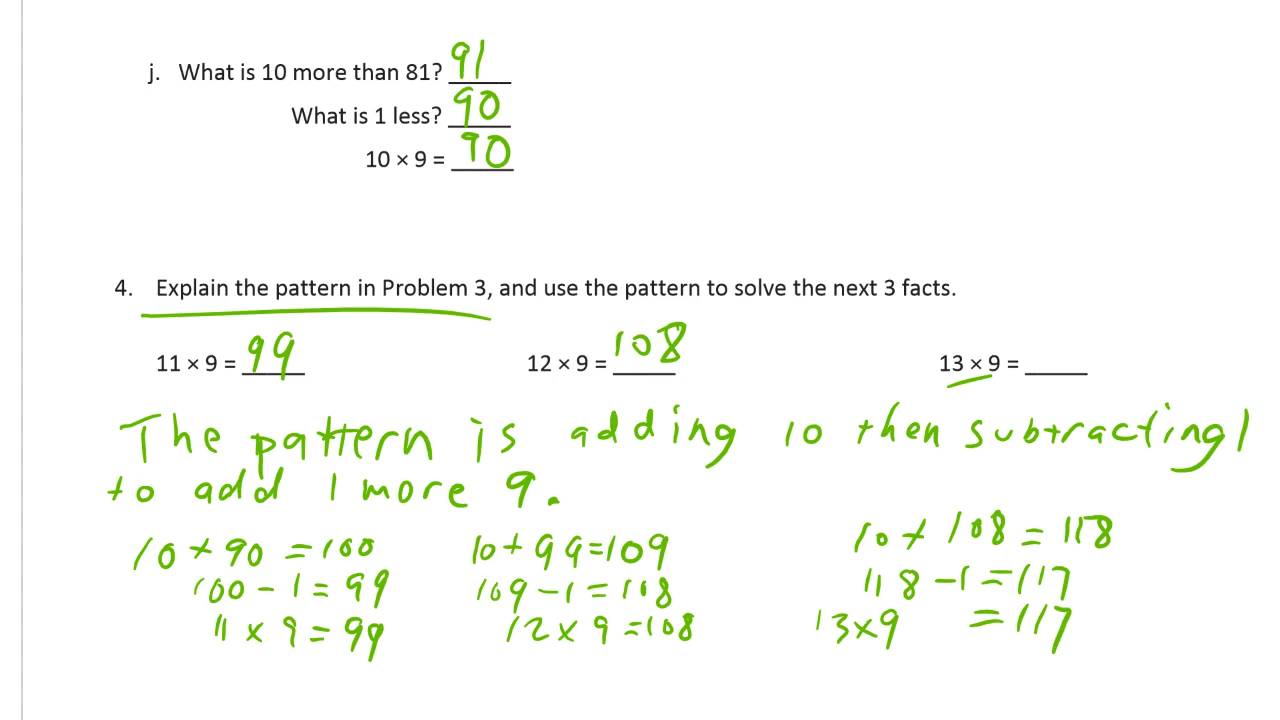 j. What is 10 more than 81? 91
What is 1 less? 90
10 × 9 = 90
4. Explain the pattern in Problem 3, and use the pattern to solve the next 3 facts.
11 × 9 = 99 12 × 9 = 108 13 × 9 = ____
The pattern is adding 10 then subtracting 1
to add 1 more 9.
10 + 90 = 100 10 + 99 = 109 10 + 108 = 118
100 - 1 = 99 109 - 1 = 108 118 - 1 = 117
11 x 9 = 99 12 x 9 = 108 13 x 9 = 117